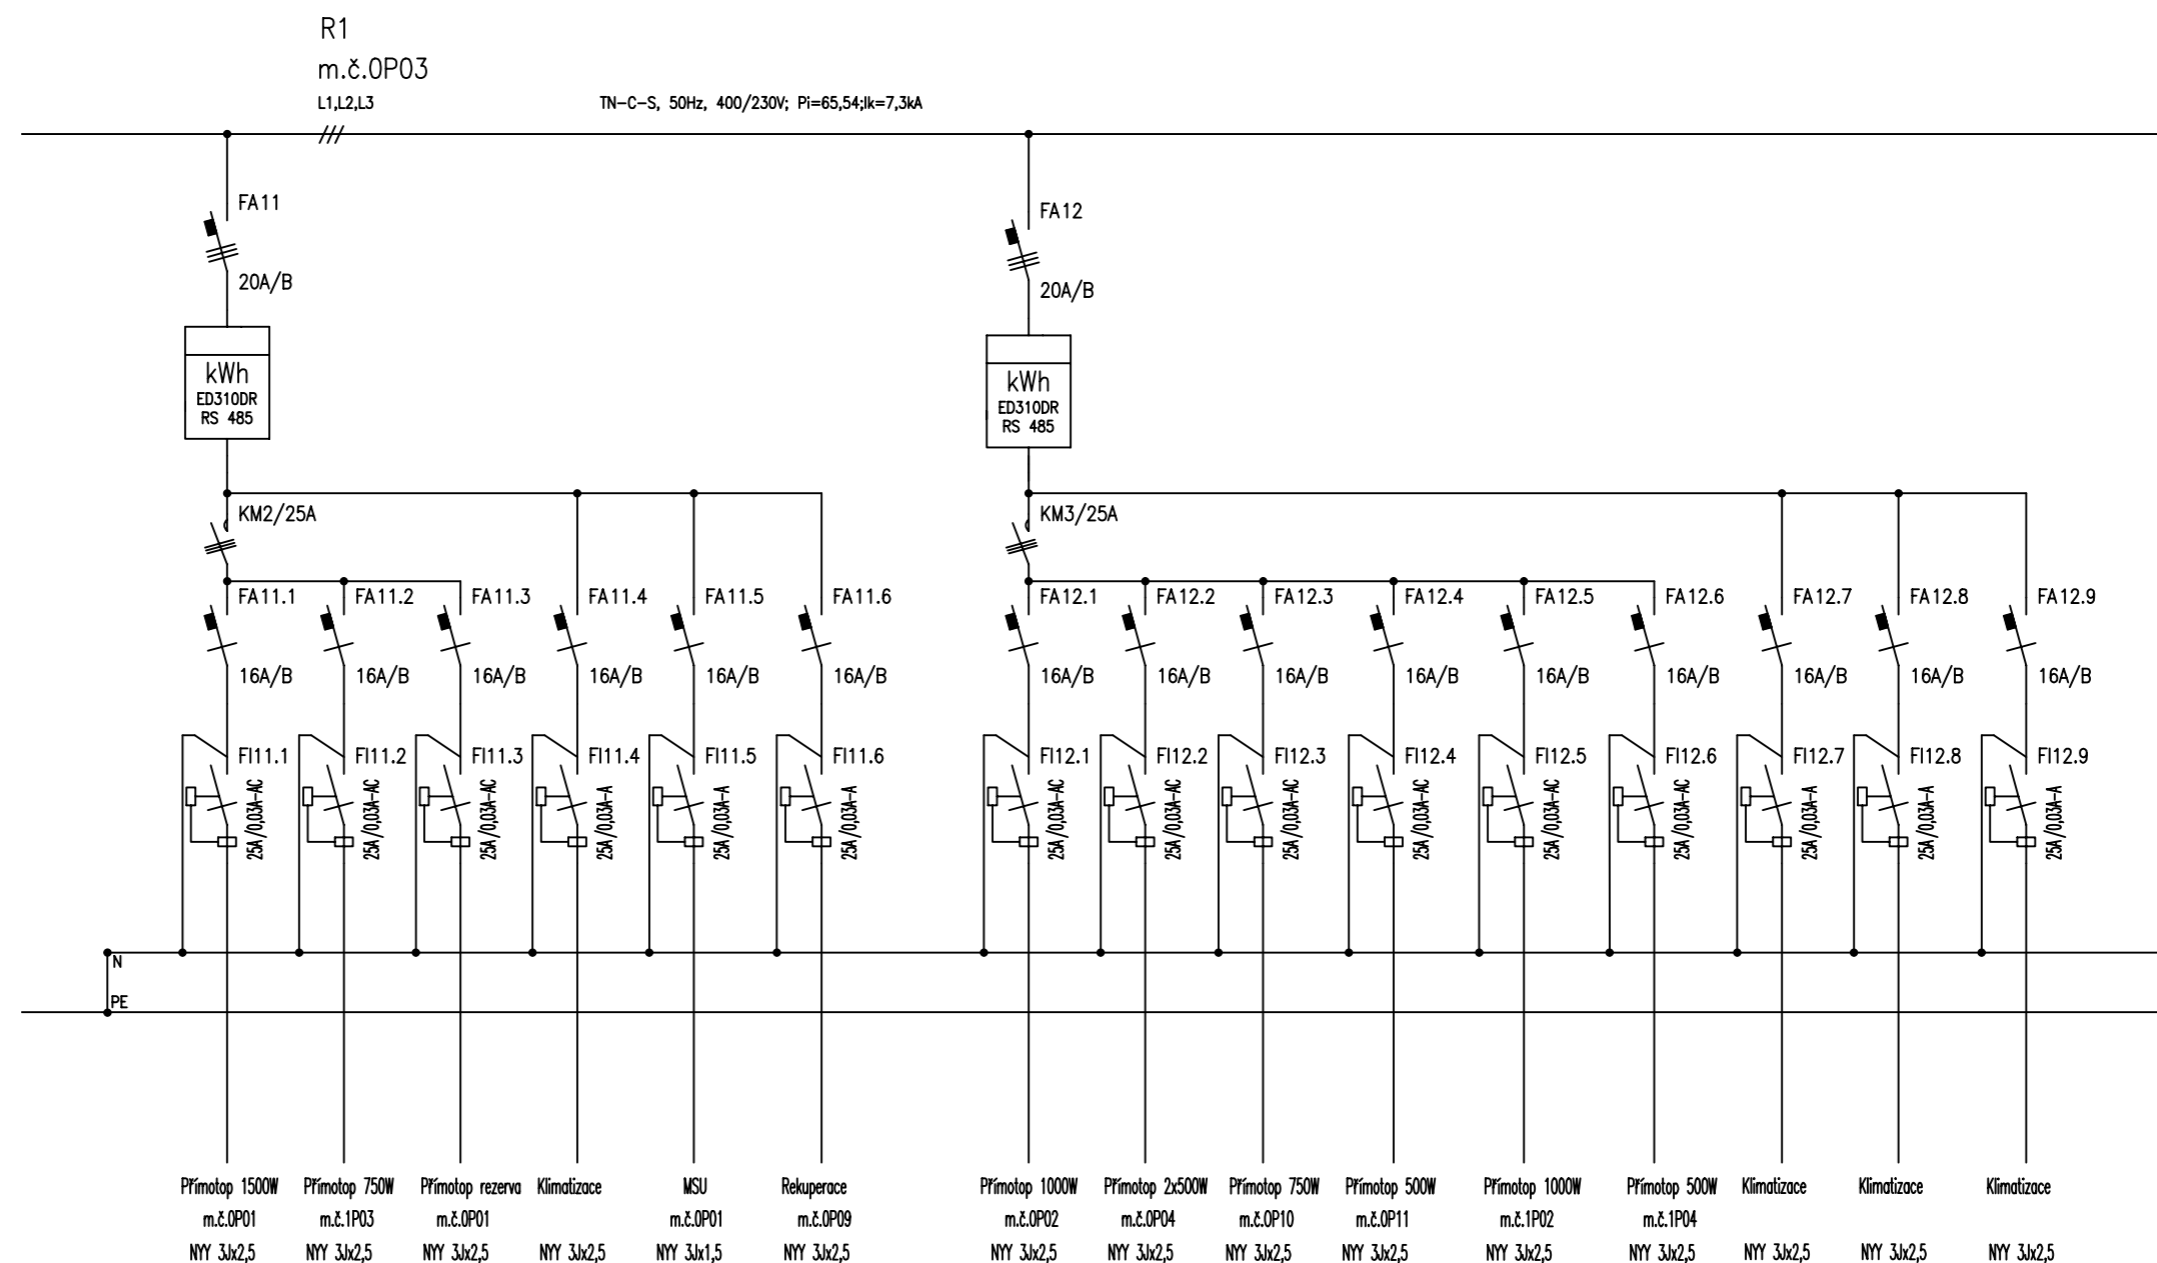 R1
m.č.0P03
L1,L2,L3
TN-C-S, 50Hz, 400/230V; Pi=65,54;Ik=7,3kA
FA11
FA12
20A/B
20A/B
kWh
ED310DR
RS 485
kWh
ED310DR
RS 485
KM2/25A
KM3/25A
FA11.1 FA11.2 FA11.3 FA11.4 FA11.5 FA11.6 FA12.1 FA12.2 FA12.3 FA12.4 FA12.5 FA12.6 FA12.7 FA12.8 FA12.9
16A/B 16A/B 16A/B 16A/B 16A/B 16A/B 16A/B 16A/B 16A/B 16A/B 16A/B 16A/B 16A/B 16A/B 16A/B
FI11.1 FI11.2 FI11.3 FI11.4 FI11.5 FI11.6 FI12.1 FI12.2 FI12.3 FI12.4 FI12.5 FI12.6 FI12.7 FI12.8 FI12.9
25A/0,03A-AC 25A/0,03A-AC 25A/0,03A-AC 25A/0,03A-A 25A/0,03A-A 25A/0,03A-A 25A/0,03A-AC 25A/0,03A-AC 25A/0,03A-AC 25A/0,03A-AC 25A/0,03A-AC 25A/0,03A-AC 25A/0,03A-A 25A/0,03A-A 25A/0,03A-A
N
PE
Přímotop 1500W Přímotop 750W Přímotop rezerva Klimatizace MSU Rekuperace Přímotop 1000W Přímotop 2x500W Přímotop 750W Přímotop 500W Přímotop 1000W Přímotop 500W Klimatizace Klimatizace Klimatizace
m.č.0P01 m.č.1P03 m.č.0P01 m.č.0P01 m.č.0P09 m.č.0P02 m.č.0P04 m.č.0P10 m.č.0P11 m.č.1P02 m.č.1P04
NYY 3Jx2,5 NYY 3Jx2,5 NYY 3Jx2,5 NYY 3Jx2,5 NYY 3Jx1,5 NYY 3Jx2,5 NYY 3Jx2,5 NYY 3Jx2,5 NYY 3Jx2,5 NYY 3Jx2,5 NYY 3Jx2,5 NYY 3Jx2,5 NYY 3Jx2,5 NYY 3Jx2,5 NYY 3Jx2,5